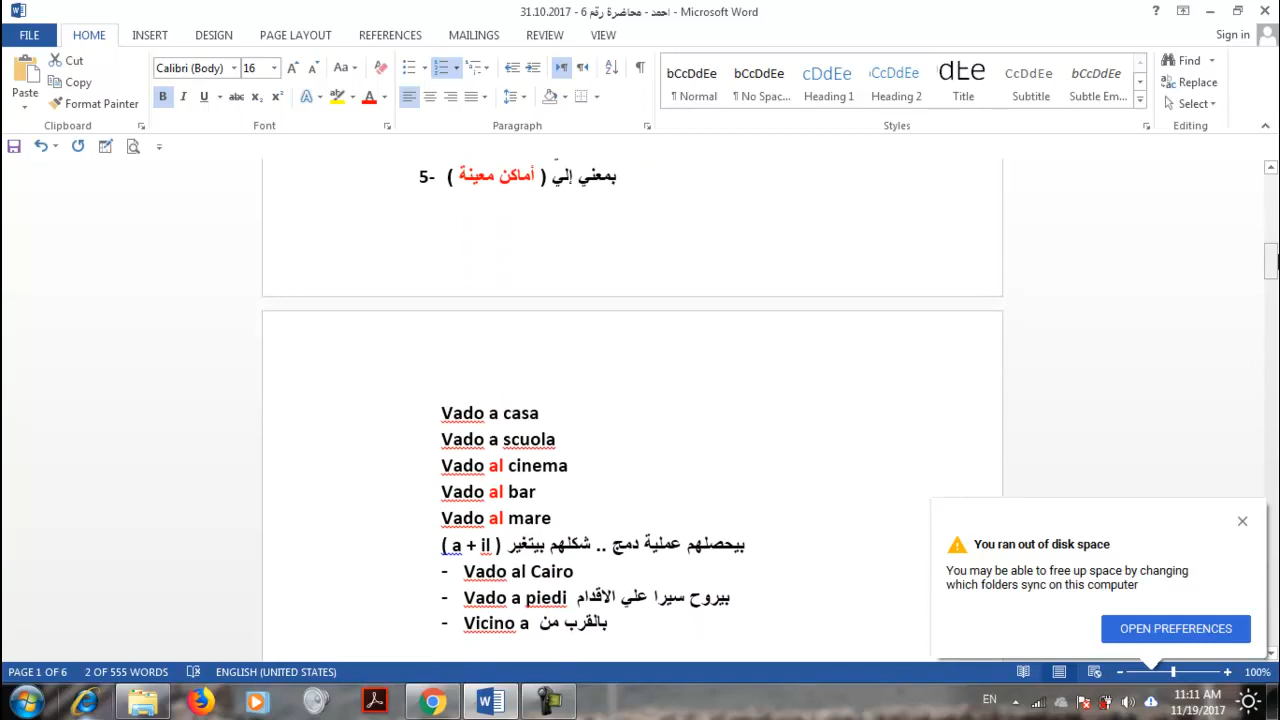 احمد - محاضرة رقم 6 - 31.10.2017 - Microsoft Word
FILE HOME INSERT DESIGN PAGE LAYOUT REFERENCES MAILINGS REVIEW VIEW Sign in
Paste
Cut
Copy
Format Painter
Clipboard
Calibri (Body) 16
Font
Paragraph
bCcDdEe bCcDdEe cDdEe bCcDdEe dDtE CcDdEe bCcDdEe
¶ Normal ¶ No Spac... Heading 1 Heading 2 Title Subtitle Subtle Em...
Styles
Find
Replace
Select
Editing
5- بمعني إليّ ( أماكن معينة )
Vado a casa
Vado a scuola
Vado al cinema
Vado al bar
Vado al mare
( a + il ) بيحصلهم عملية دمج .. شكلهم بيتغير
- Vado al Cairo
- Vado a piedi بيروح سيرا علي الاقدام
- Vicino a بالقرب من
You ran out of disk space
You may be able to free up space by changing
which folders sync on this computer
OPEN PREFERENCES
PAGE 1 OF 6 2 OF 555 WORDS ENGLISH (UNITED STATES) 100%
EN 11:11 AM
11/19/2017